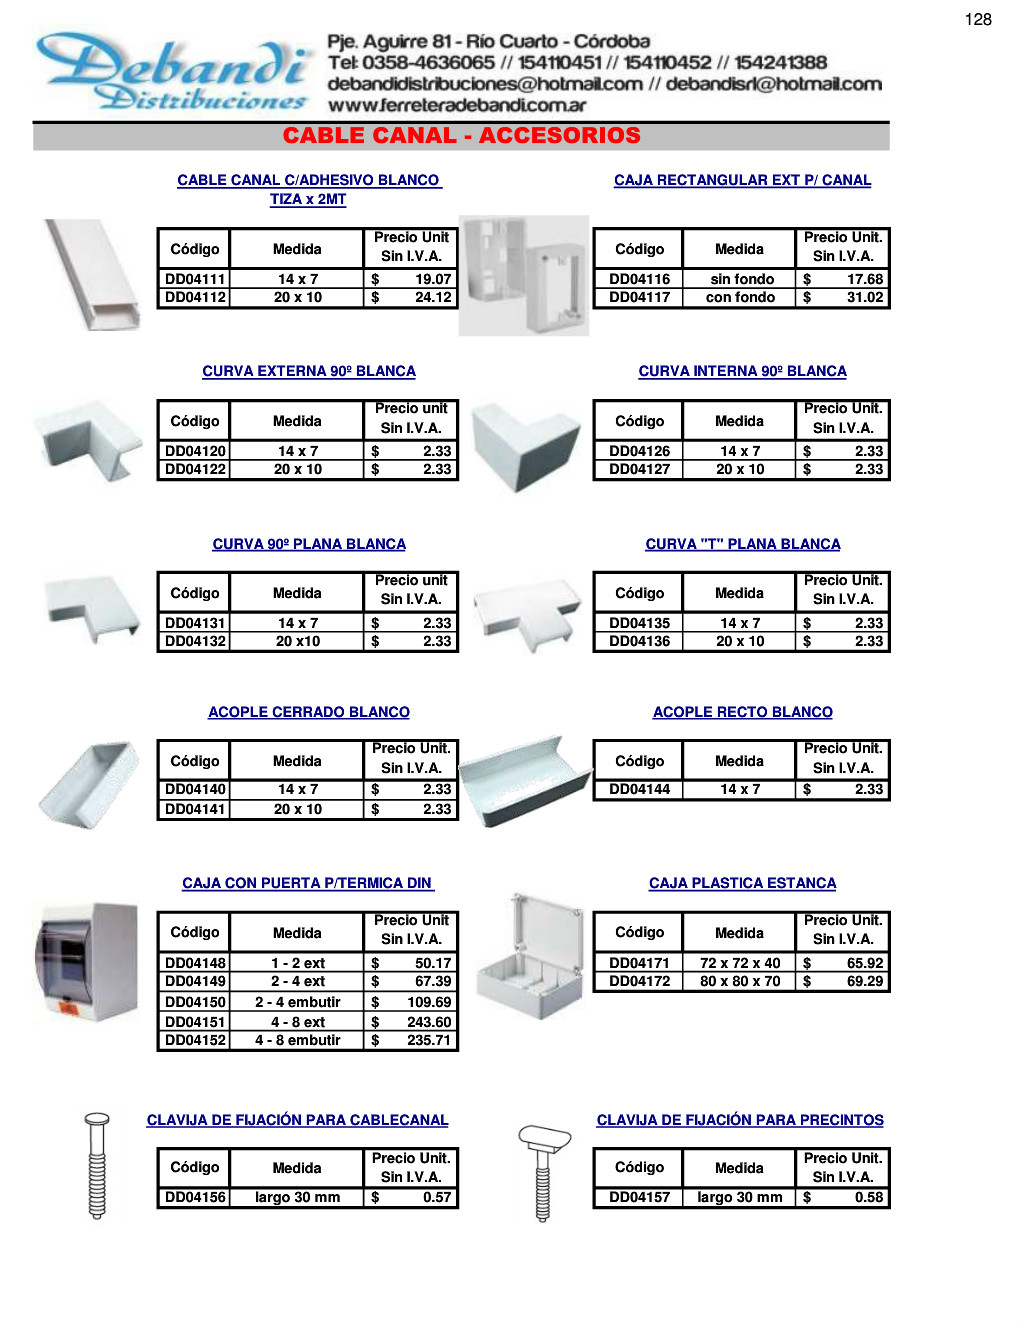 128
Debandi
Distribuciones
Pje. Aguirre 81 - Río Cuarto - Córdoba
Tel: 0358-4636065 // 154110451 // 154110452 // 154241388
debandidistribuciones@hotmail.com // debandisrl@hotmail.com
www.ferreteradebandi.com.ar
CABLE CANAL - ACCESORIOS
CABLE CANAL C/ADHESIVO BLANCO
TIZA x 2MT
Código Medida Precio Unit
Sin I.V.A.
DD04111 14 x 7 $ 19.07
DD04112 20 x 10 $ 24.12
CAJA RECTANGULAR EXT P/ CANAL
Código Medida Precio Unit.
Sin I.V.A.
DD04116 sin fondo $ 17.68
DD04117 con fondo $ 31.02
CURVA EXTERNA 90º BLANCA
Código Medida Precio unit
Sin I.V.A.
DD04120 14 x 7 $ 2.33
DD04122 20 x 10 $ 2.33
CURVA INTERNA 90º BLANCA
Código Medida Precio Unit.
Sin I.V.A.
DD04126 14 x 7 $ 2.33
DD04127 20 x 10 $ 2.33
CURVA 90º PLANA BLANCA
Código Medida Precio unit
Sin I.V.A.
DD04131 14 x 7 $ 2.33
DD04132 20 x10 $ 2.33
CURVA "T" PLANA BLANCA
Código Medida Precio Unit.
Sin I.V.A.
DD04135 14 x 7 $ 2.33
DD04136 20 x 10 $ 2.33
ACOPLE CERRADO BLANCO
Código Medida Precio Unit.
Sin I.V.A.
DD04140 14 x 7 $ 2.33
DD04141 20 x 10 $ 2.33
ACOPLE RECTO BLANCO
Código Medida Precio Unit.
Sin I.V.A.
DD04144 14 x 7 $ 2.33
CAJA CON PUERTA P/TERMICA DIN
Código Medida Precio Unit
Sin I.V.A.
DD04148 1 - 2 ext $ 50.17
DD04149 2 - 4 ext $ 67.39
DD04150 2 - 4 embutir $ 109.69
DD04151 4 - 8 ext $ 243.60
DD04152 4 - 8 embutir $ 235.71
CAJA PLASTICA ESTANCA
Código Medida Precio Unit.
Sin I.V.A.
DD04171 72 x 72 x 40 $ 65.92
DD04172 80 x 80 x 70 $ 69.29
CLAVIJA DE FIJACIÓN PARA CABLECANAL
Código Medida Precio Unit.
Sin I.V.A.
DD04156 largo 30 mm $ 0.57
CLAVIJA DE FIJACIÓN PARA PRECINTOS
Código Medida Precio Unit.
Sin I.V.A.
DD04157 largo 30 mm $ 0.58